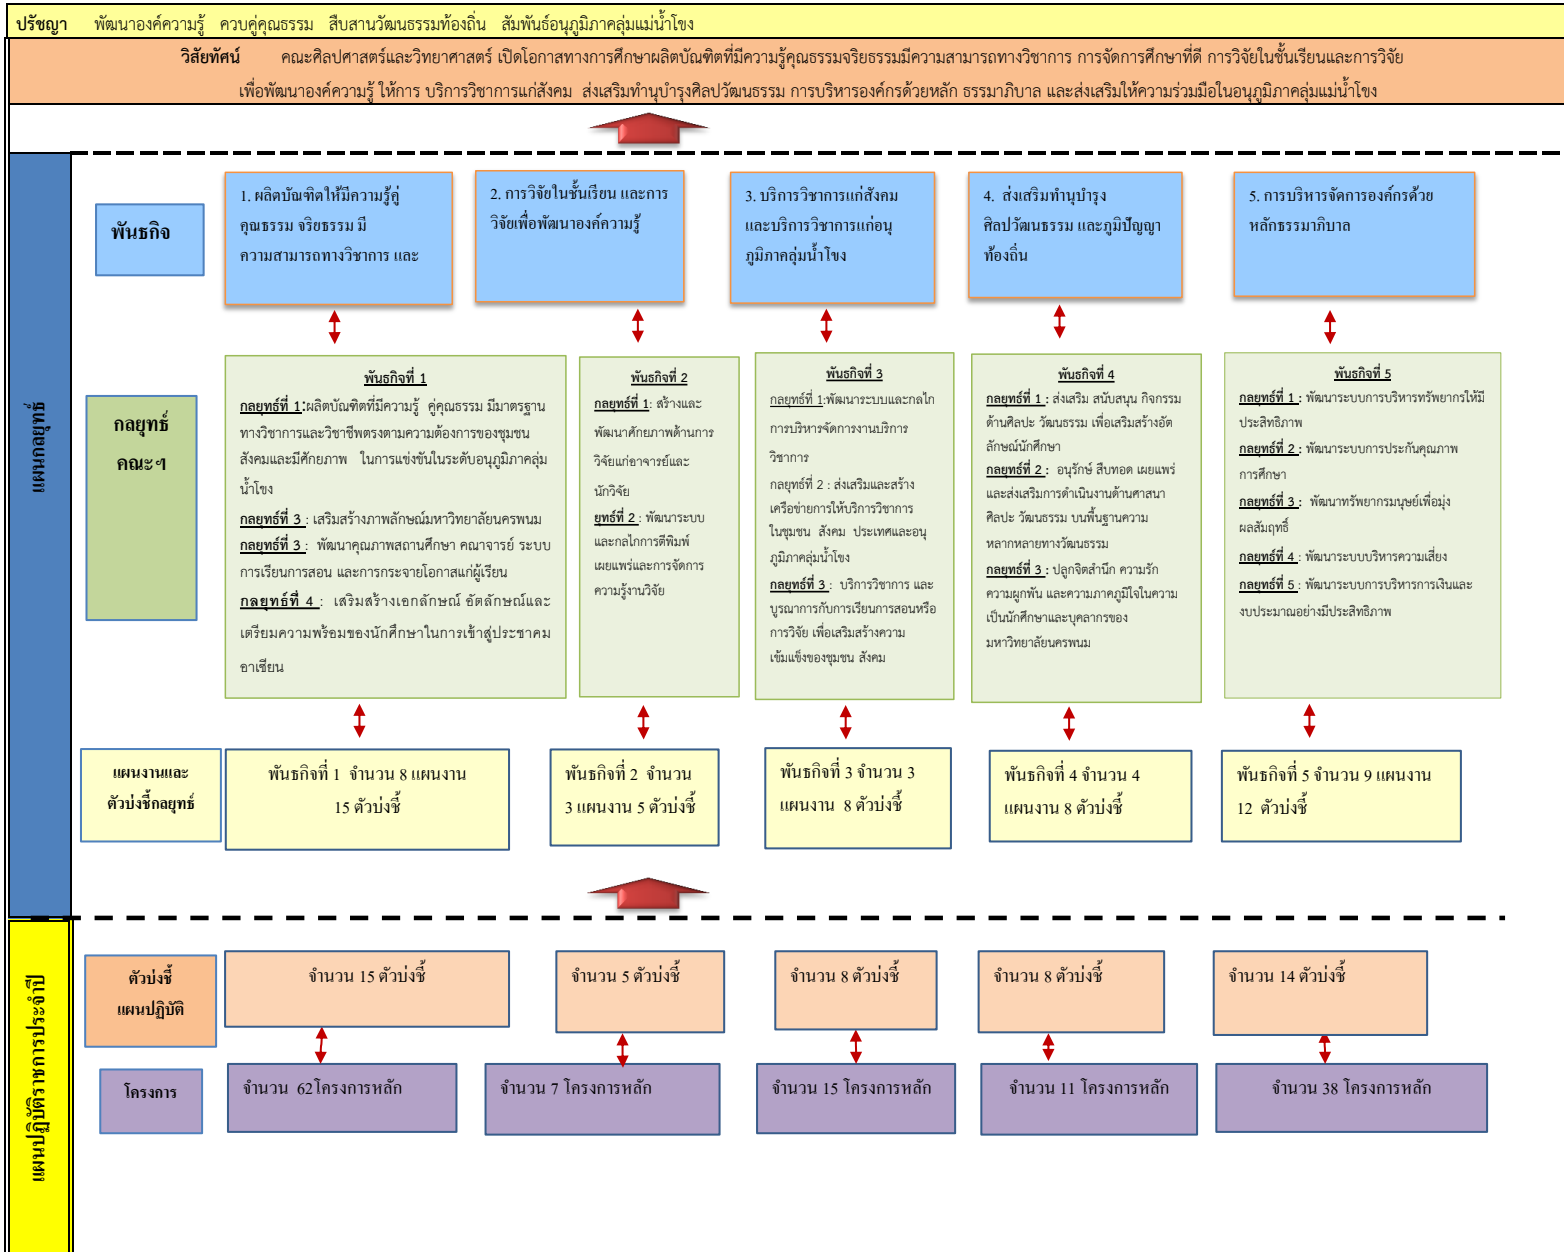 ปรัชญา พัฒนาองค์ความรู้ ควบคู่คุณธรรม สืบสานวัฒนธรรมท้องถิ่น สัมพันธ์อนุภูมิภาคลุ่มแม่น้ำโขง
วิสัยทัศน์ คณะศิลปศาสตร์และวิทยาศาสตร์ เปิดโอกาสทางการศึกษาผลิตบัณฑิตที่มีความรู้คุณธรรมจริยธรรมมีความสามารถทางวิชาการ การจัดการศึกษาที่ดี การวิจัยในชั้นเรียนและการวิจัย
เพื่อพัฒนาองค์ความรู้ ให้การ บริการวิชาการแก่สังคม ส่งเสริมทำนุบำรุงศิลปวัฒนธรรม การบริหารองค์กรด้วยหลัก ธรรมาภิบาล และส่งเสริมให้ความร่วมมือในอนุภูมิภาคลุ่มแม่น้ำโขง
แผนกลยุทธ์
พันธกิจ
1. ผลิตบัณฑิตให้มีความรู้คู่
คุณธรรม จริยธรรม มี
ความสามารถทางวิชาการ และ
2. การวิจัยในชั้นเรียน และการ
วิจัยเพื่อพัฒนาองค์ความรู้
3. บริการวิชาการแก่สังคม
และบริการวิชาการแก่อนุ
ภูมิภาคลุ่มน้ำโขง
4. ส่งเสริมทำนุบำรุง
ศิลปวัฒนธรรม และภูมิปัญญา
ท้องถิ่น
5. การบริหารจัดการองค์กรด้วย
หลักธรรมาภิบาล
กลยุทธ์
คณะฯ
พันธกิจที่ 1
กลยุทธ์ที่ 1:ผลิตบัณฑิตที่มีความรู้ คู่คุณธรรม มีมาตรฐาน
ทางวิชาการและวิชาชีพตรงตามความต้องการของชุมชน
สังคมและมีศักยภาพ ในการแข่งขันในระดับอนุภูมิภาคลุ่ม
น้ำโขง
กลยุทธ์ที่ 3 : เสริมสร้างภาพลักษณ์มหาวิทยาลัยนครพนม
กลยุทธ์ที่ 3 : พัฒนาคุณภาพสถานศึกษา คณาจารย์ ระบบ
การเรียนการสอน และการกระจายโอกาสแก่ผู้เรียน
กลยุทธ์ที่ 4 : เสริมสร้างเอกลักษณ์ อัตลักษณ์และ
เตรียมความพร้อมของนักศึกษาในการเข้าสู่ประชาคม
อาเซียน
พันธกิจที่ 2
กลยุทธ์ที่ 1: สร้างและ
พัฒนาศักยภาพด้านการ
วิจัยแก่อาจารย์และ
นักวิจัย
ยุทธ์ที่ 2 : พัฒนาระบบ
และกลไกการตีพิมพ์
เผยแพร่และการจัดการ
ความรู้งานวิจัย
พันธกิจที่ 3
กลยุทธ์ที่ 1:พัฒนาระบบและกลไก
การบริหารจัดการงานบริการ
วิชาการ
กลยุทธ์ที่ 2 : ส่งเสริมและสร้าง
เครือข่ายการให้บริการวิชาการ
ในชุมชน สังคม ประเทศและอนุ
ภูมิภาคลุ่มน้ำโขง
กลยุทธ์ที่ 3 : บริการวิชาการ และ
บูรณาการกับการเรียนการสอนหรือ
การวิจัย เพื่อเสริมสร้างความ
เข้มแข็งของชุมชน สังคม
พันธกิจที่ 4
กลยุทธ์ที่ 1 : ส่งเสริม สนับสนุน กิจกรรม
ด้านศิลปะ วัฒนธรรม เพื่อเสริมสร้างอัต
ลักษณ์นักศึกษา
กลยุทธ์ที่ 2 : อนุรักษ์ สืบทอด เผยแพร่
และส่งเสริมการดำเนินงานด้านศาสนา
ศิลปะ วัฒนธรรม บนพื้นฐานความ
หลากหลายทางวัฒนธรรม
กลยุทธ์ที่ 3 : ปลูกจิตสำนึก ความรัก
ความผูกพัน และความภาคภูมิใจในความ
เป็นนักศึกษาและบุคลากรของ
มหาวิทยาลัยนครพนม
พันธกิจที่ 5
กลยุทธ์ที่ 1 : พัฒนาระบบการบริหารทรัพยากรให้มี
ประสิทธิภาพ
กลยุทธ์ที่ 2 : พัฒนาระบบการประกันคุณภาพ
การศึกษา
กลยุทธ์ที่ 3 : พัฒนาทรัพยากรมนุษย์เพื่อมุ่ง
ผลสัมฤทธิ์
กลยุทธ์ที่ 4 : พัฒนาระบบบริหารความเสี่ยง
กลยุทธ์ที่ 5 : พัฒนาระบบการบริหารการเงินและ
งบประมาณอย่างมีประสิทธิภาพ
แผนงานและ
ตัวบ่งชี้กลยุทธ์
พันธกิจที่ 1 จำนวน 8 แผนงาน
15 ตัวบ่งชี้
พันธกิจที่ 2 จำนวน
3 แผนงาน 5 ตัวบ่งชี้
พันธกิจที่ 3 จำนวน 3
แผนงาน 8 ตัวบ่งชี้
พันธกิจที่ 4 จำนวน 4
แผนงาน 8 ตัวบ่งชี้
พันธกิจที่ 5 จำนวน 9 แผนงาน
12 ตัวบ่งชี้
แผนปฏิบัติราชการประจำปี
ตัวบ่งชี้
แผนปฏิบัติ
จำนวน 15 ตัวบ่งชี้
จำนวน 5 ตัวบ่งชี้
จำนวน 8 ตัวบ่งชี้
จำนวน 8 ตัวบ่งชี้
จำนวน 14 ตัวบ่งชี้
โครงการ
จำนวน 62โครงการหลัก
จำนวน 7 โครงการหลัก
จำนวน 15 โครงการหลัก
จำนวน 11 โครงการหลัก
จำนวน 38 โครงการหลัก